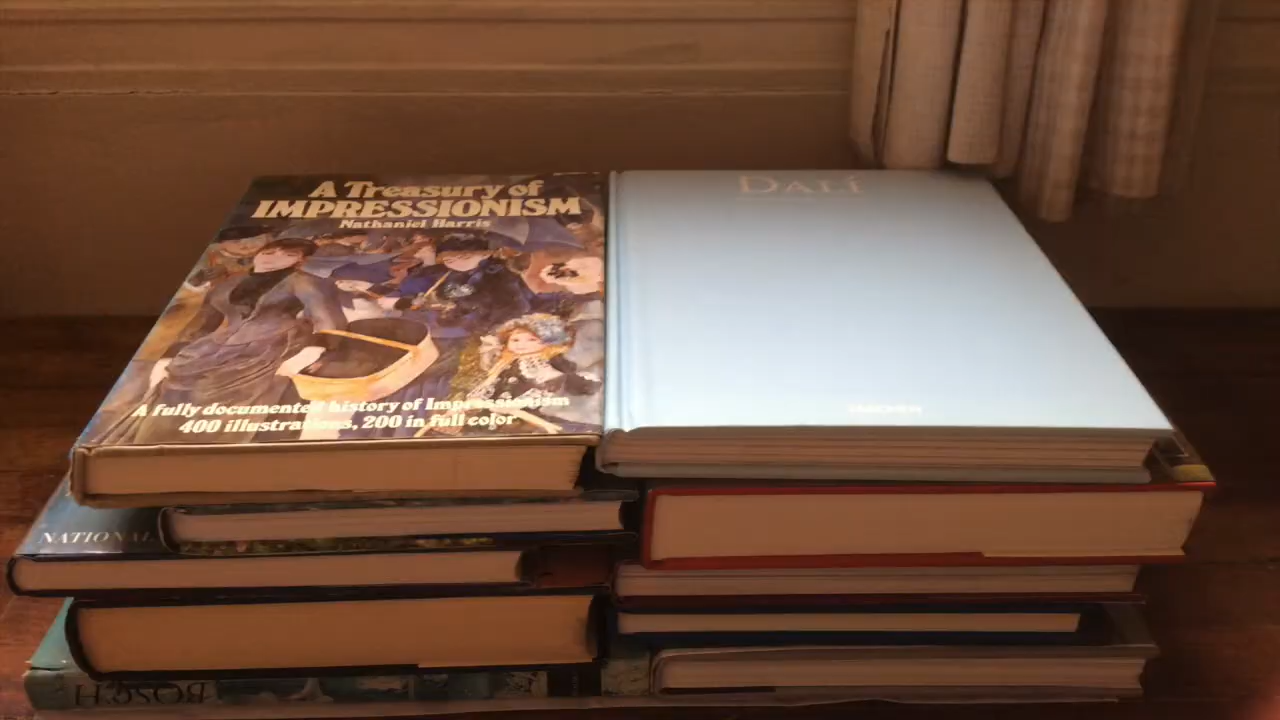 A Treasury of
IMPRESSIONISM
Nathaniel Harris
A fully documented history of Impressionism
400 illustrations, 200 in full color
DALÍ
TASCHEN
NATIONAL
BOSCH